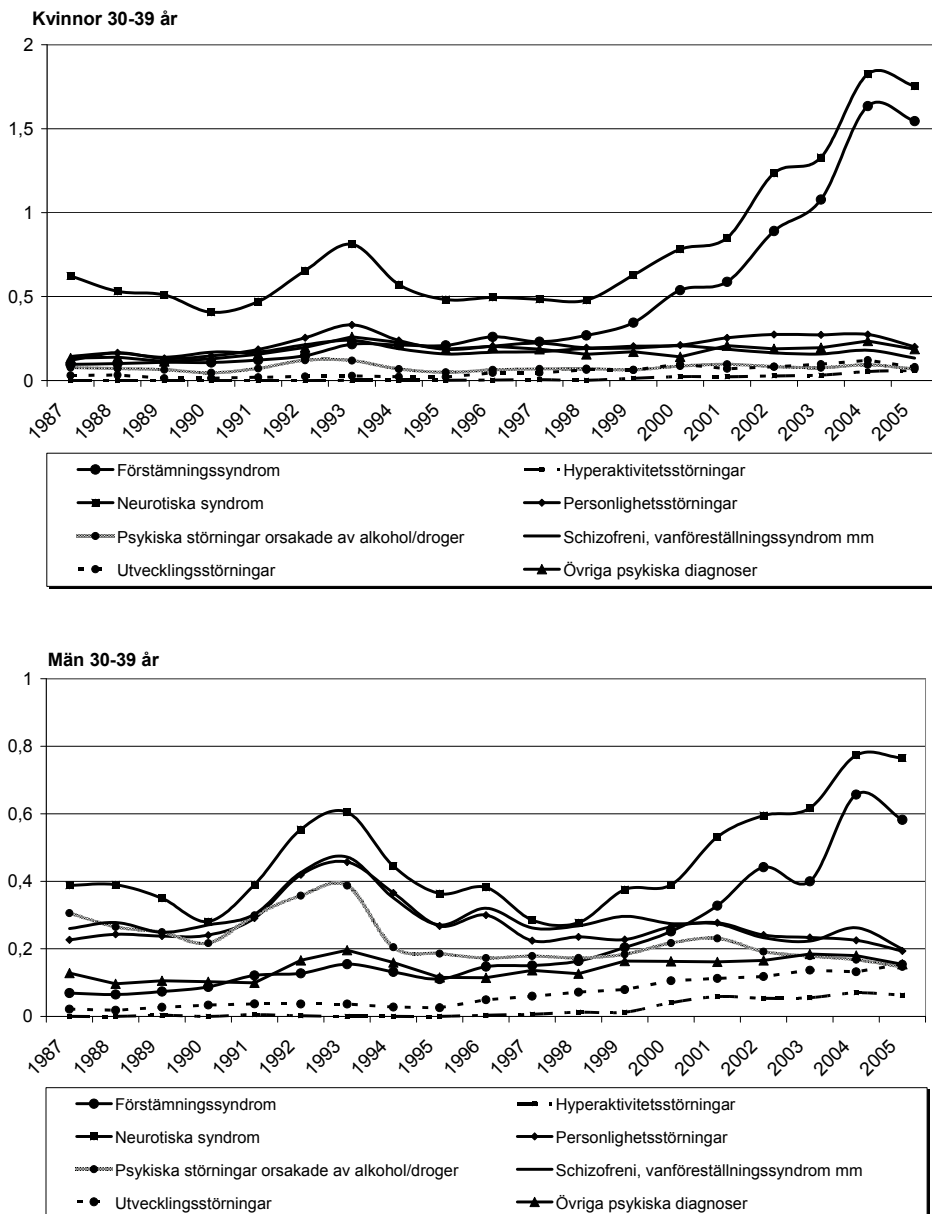 Kvinnor 30-39 år
2
1,5
1
0,5
0
1987 1988 1989 1990 1991 1992 1993 1994 1995 1996 1997 1998 1999 2000 2001 2002 2003 2004 2005
Förstämningssyndrom Hyperaktivitetsstörningar
Neurotiska syndrom Personlighetsstörningar
Psykiska störningar orsakade av alkohol/droger Schizofreni, vanföreställningssyndrom mm
Utvecklingsstörningar Övriga psykiska diagnoser
Män 30-39 år
1
0,8
0,6
0,4
0,2
0
1987 1988 1989 1990 1991 1992 1993 1994 1995 1996 1997 1998 1999 2000 2001 2002 2003 2004 2005
Förstämningssyndrom Hyperaktivitetsstörningar
Neurotiska syndrom Personlighetsstörningar
Psykiska störningar orsakade av alkohol/droger Schizofreni, vanföreställningssyndrom mm
Utvecklingsstörningar Övriga psykiska diagnoser